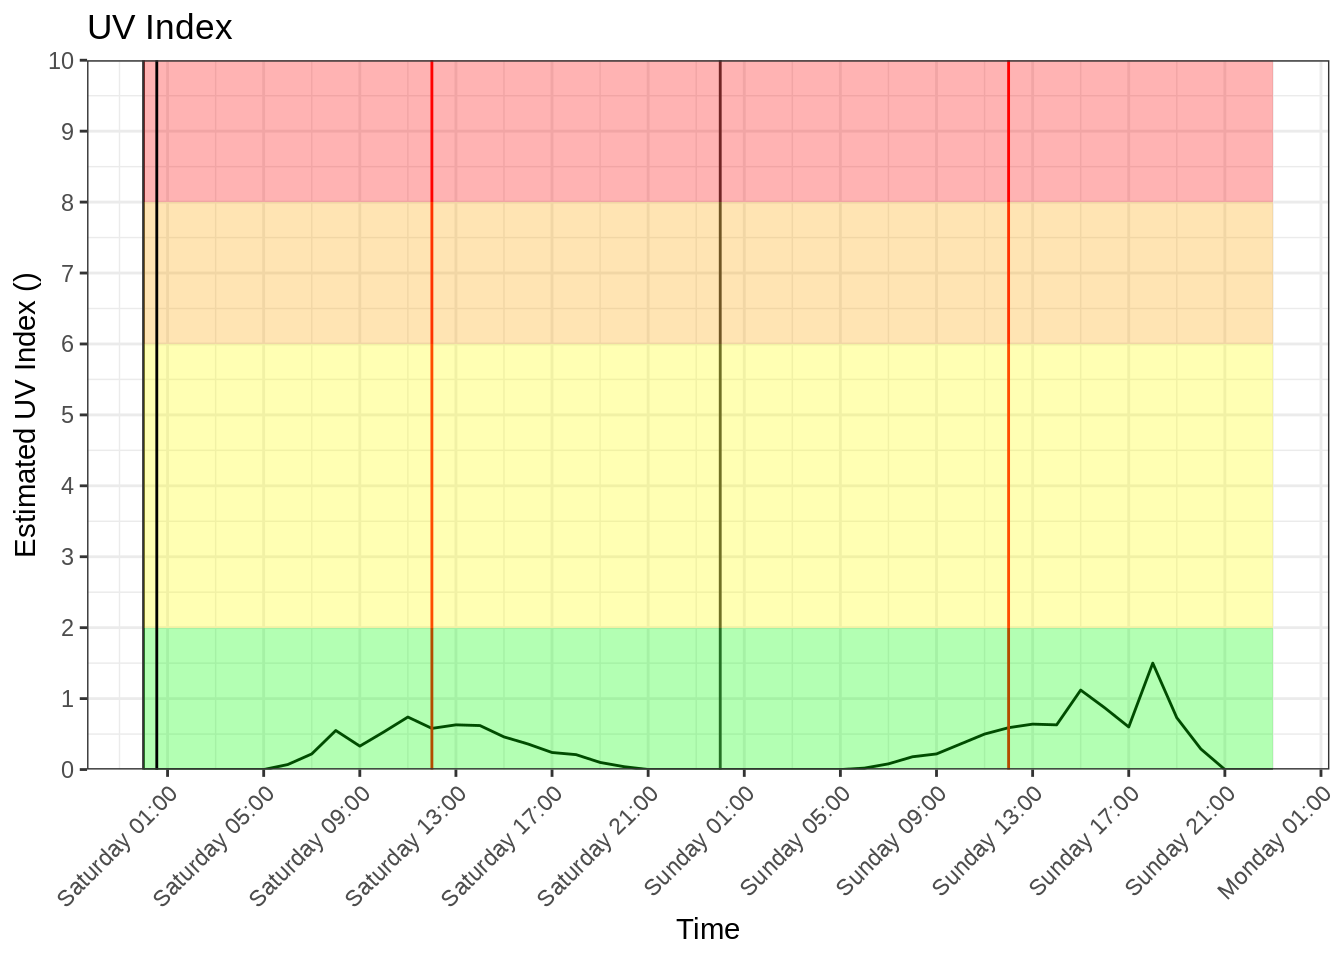 UV Index
Estimated UV Index ()
10
9
8
7
6
5
4
3
2
1
0
Saturday 01:00
Saturday 05:00
Saturday 09:00
Saturday 13:00
Saturday 17:00
Saturday 21:00
Sunday 01:00
Sunday 05:00
Sunday 09:00
Sunday 13:00
Sunday 17:00
Sunday 21:00
Monday 01:00
Time